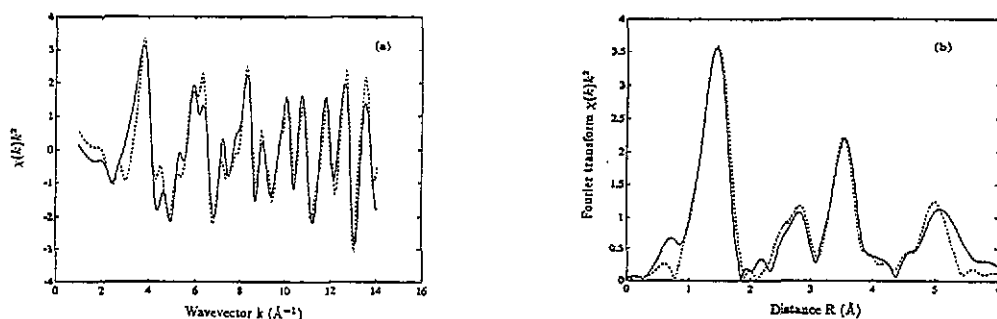 4
3
2
1
0
-1
-2
-3
-4
0 2 4 6 8 10 12 14 16
(a)
χ(k)k²
Wavevector k (Å⁻¹)
4
3.5
3
2.5
2
1.5
1
0.5
0
0 1 2 3 4 5 6
(b)
Fourier transform χ(k)k²
Distance R (Å)